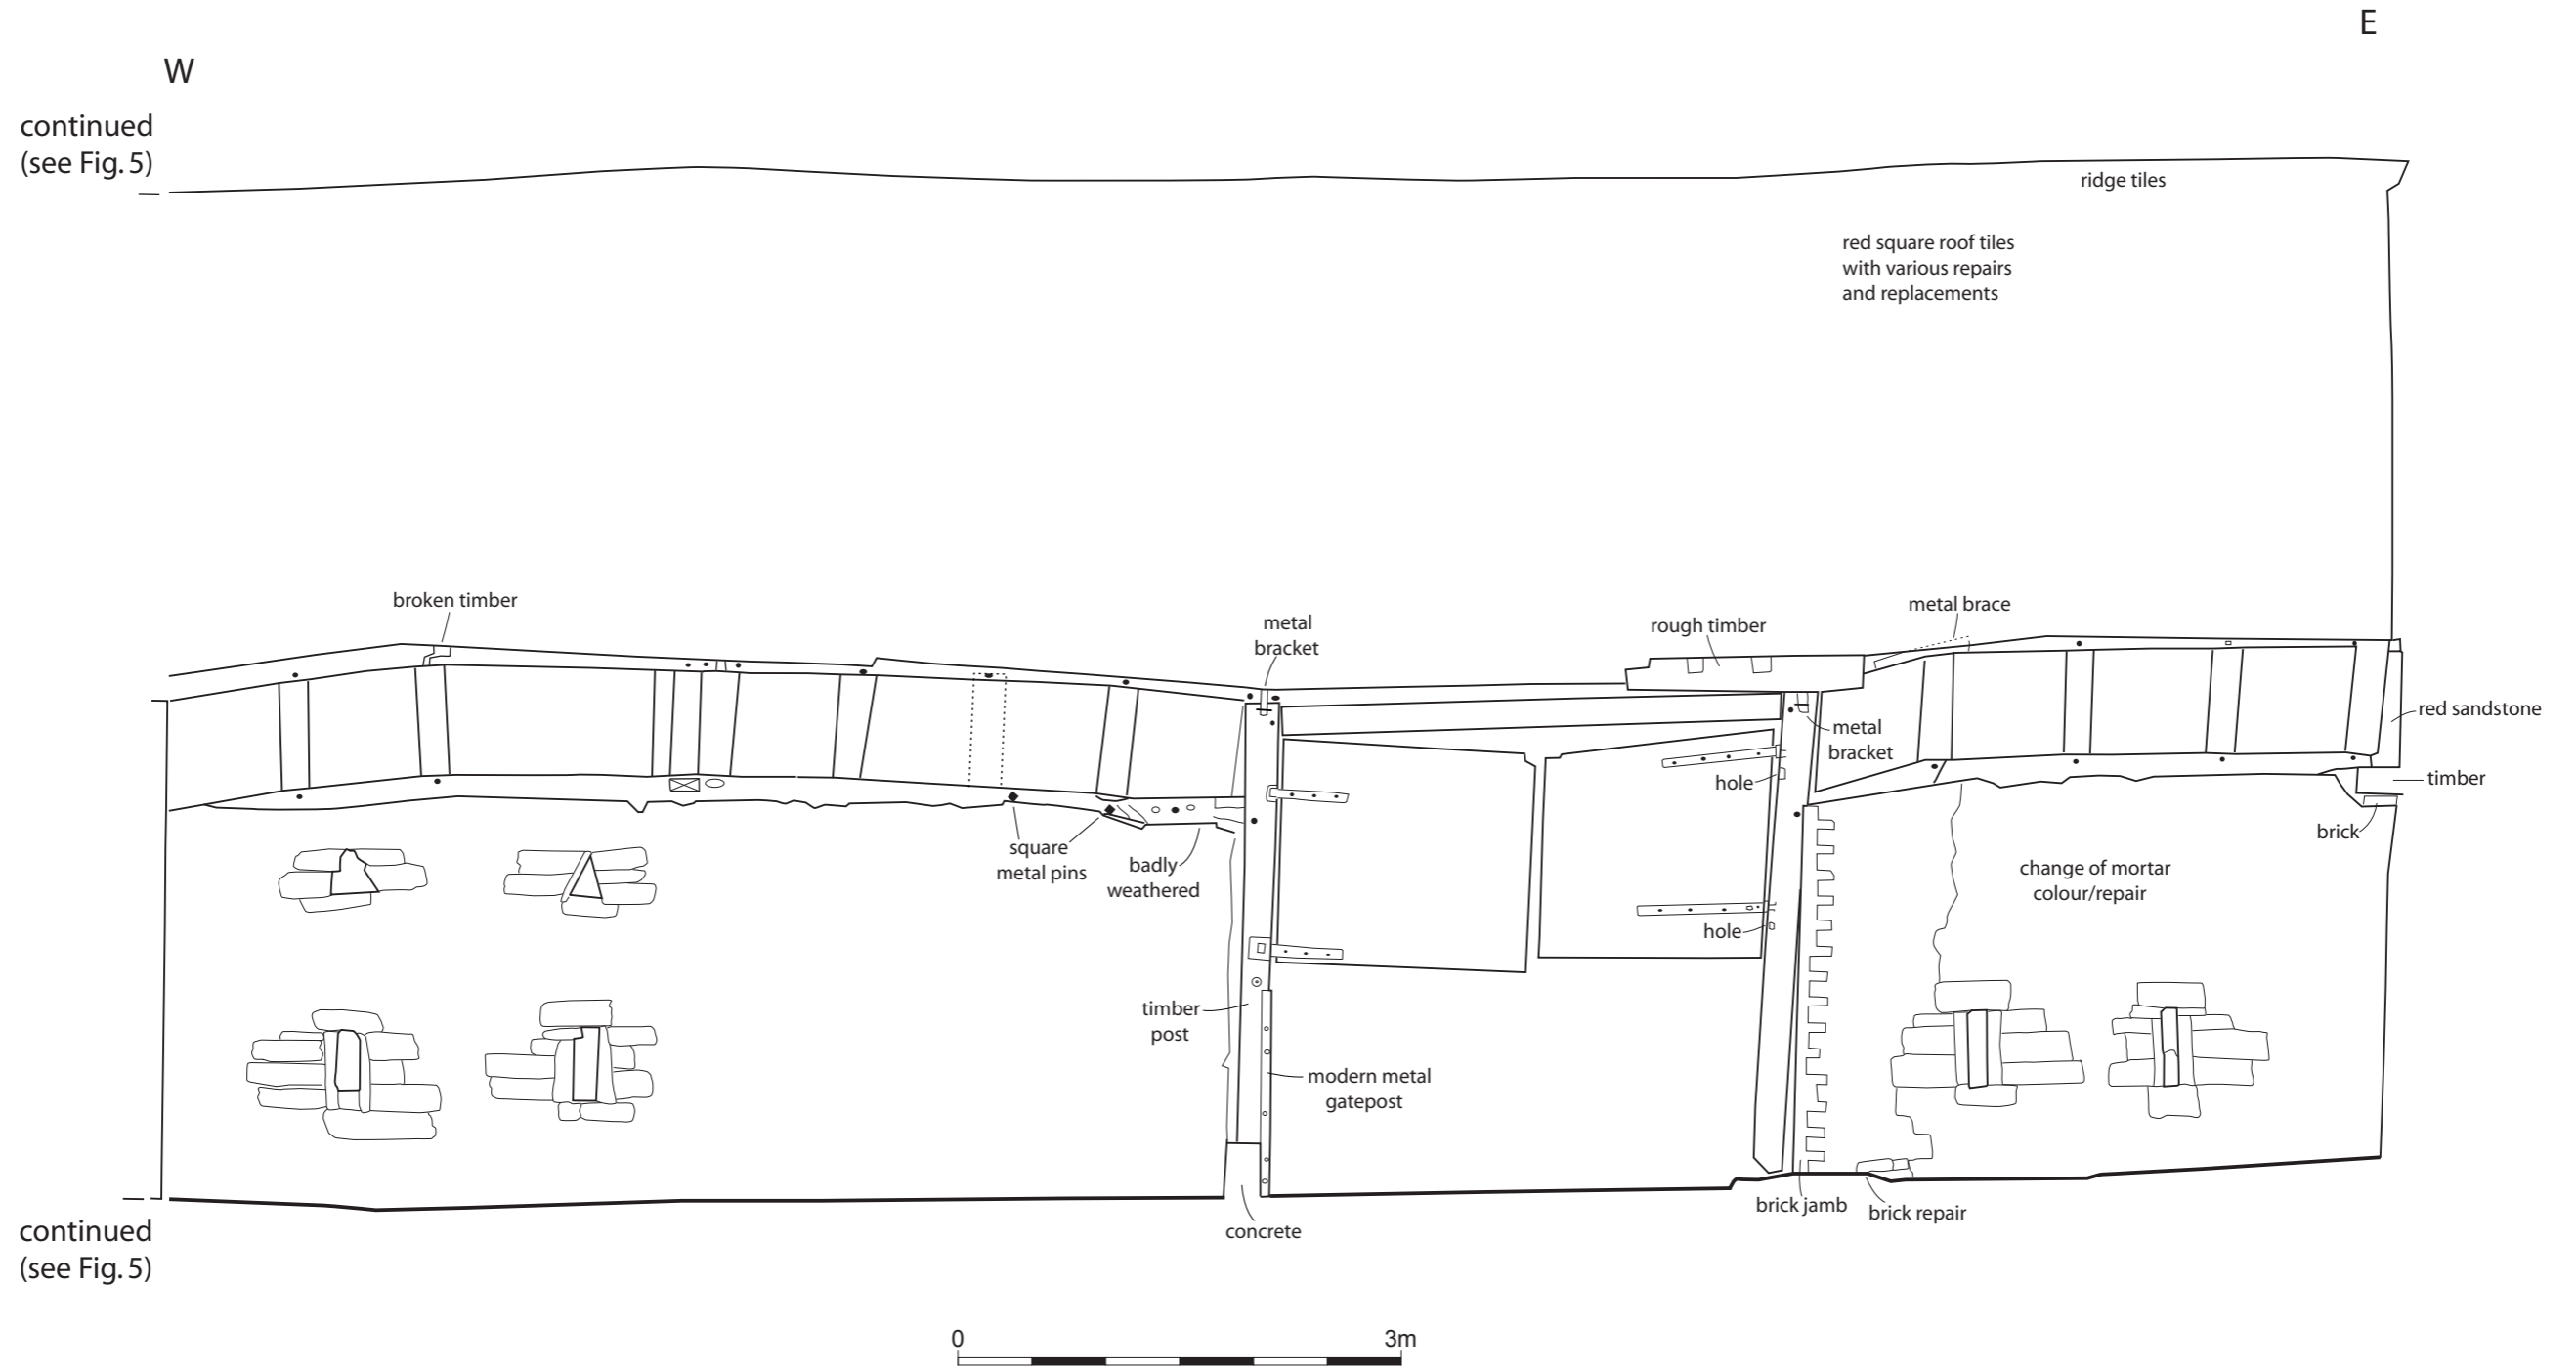 E
W
continued
(see Fig. 5)
ridge tiles
red square roof tiles
with various repairs
and replacements
broken timber
metal
bracket
rough timber
metal brace
red sandstone
metal
bracket
hole
timber
brick
square
metal pins
badly
weathered
change of mortar
colour/repair
hole
timber
post
modern metal
gatepost
brick jamb
brick repair
concrete
continued
(see Fig. 5)
0
3m